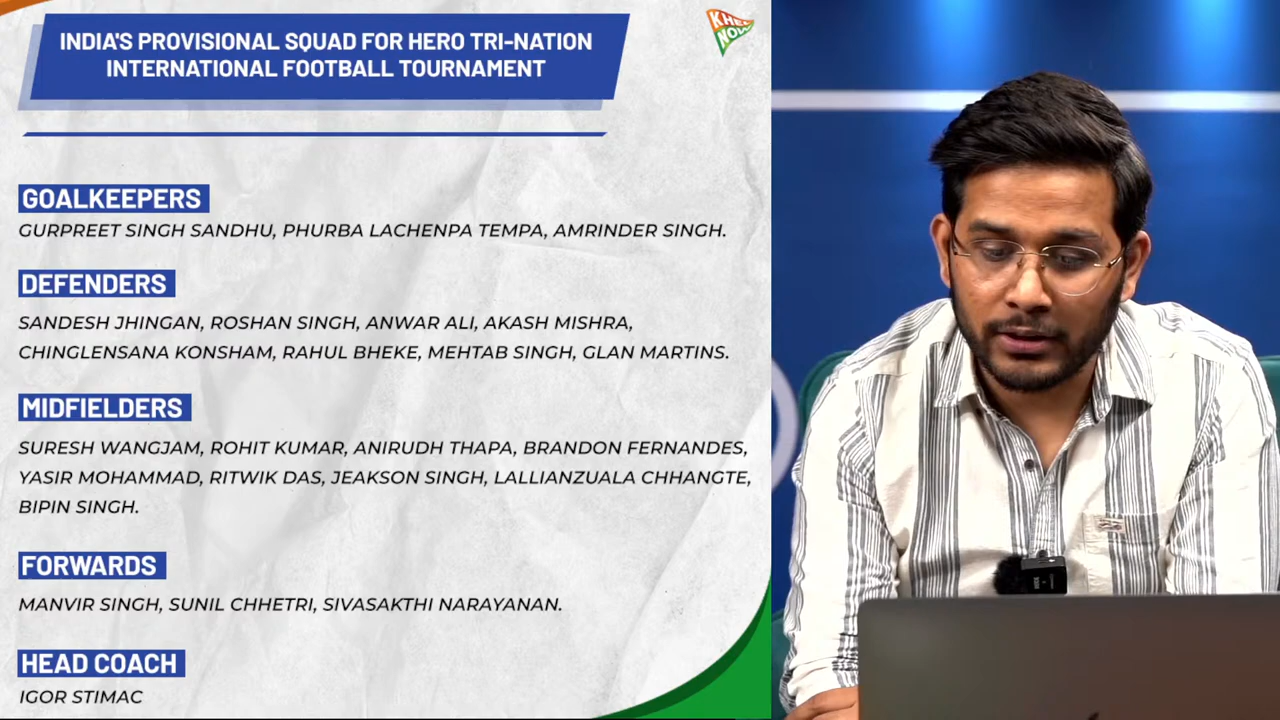 INDIA'S PROVISIONAL SQUAD FOR HERO TRI-NATION
INTERNATIONAL FOOTBALL TOURNAMENT
KHEL
NOW
GOALKEEPERS
GURPREET SINGH SANDHU, PHURBA LACHENPA TEMPA, AMRINDER SINGH.
DEFENDERS
SANDESH JHINGAN, ROSHAN SINGH, ANWAR ALI, AKASH MISHRA,
CHINGLENSANA KONSHAM, RAHUL BHEKE, MEHTAB SINGH, GLAN MARTINS.
MIDFIELDERS
SURESH WANGJAM, ROHIT KUMAR, ANIRUDH THAPA, BRANDON FERNANDES,
YASIR MOHAMMAD, RITWIK DAS, JEAKSON SINGH, LALLIANZUALA CHHANGTE,
BIPIN SINGH.
FORWARDS
MANVIR SINGH, SUNIL CHHETRI, SIVASAKTHI NARAYANAN.
HEAD COACH
IGOR STIMAC